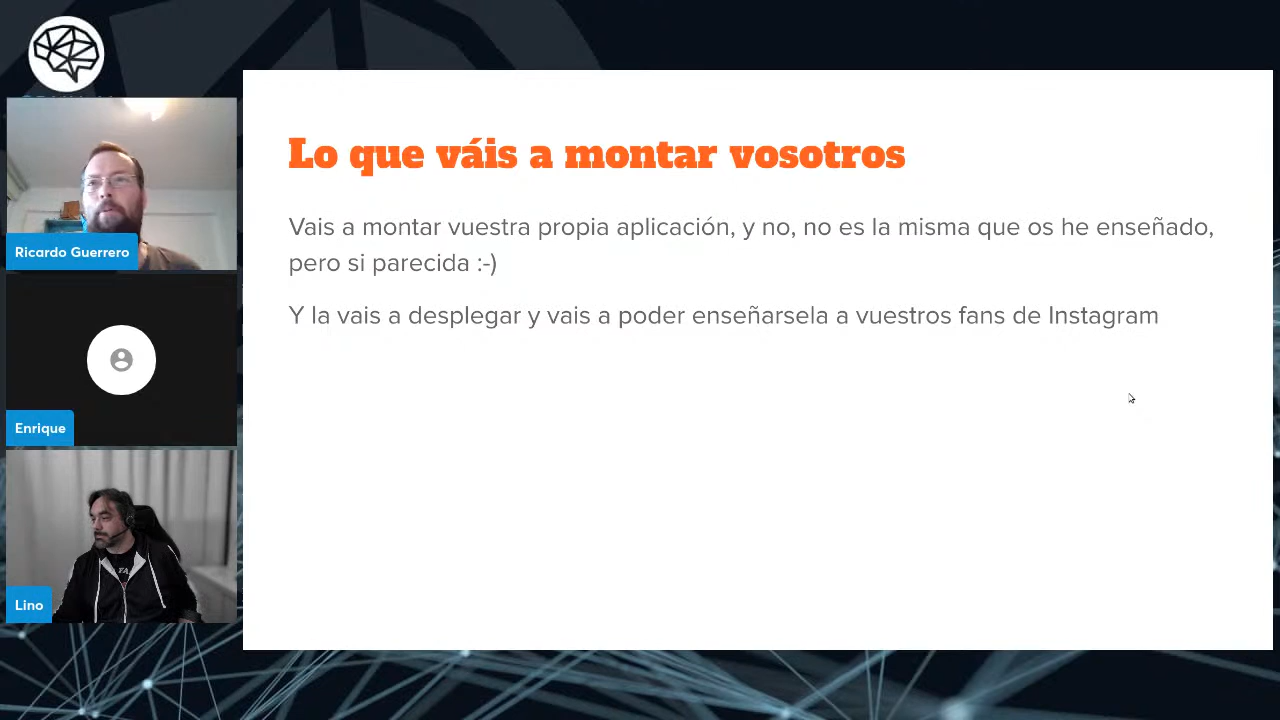 Lo que váis a montar vosotros
Vais a montar vuestra propia aplicación, y no, no es la misma que os he enseñado,
pero si parecida :-)
Y la vais a desplegar y vais a poder enseñarsela a vuestros fans de Instagram
Ricardo Guerrero
Enrique
Lino